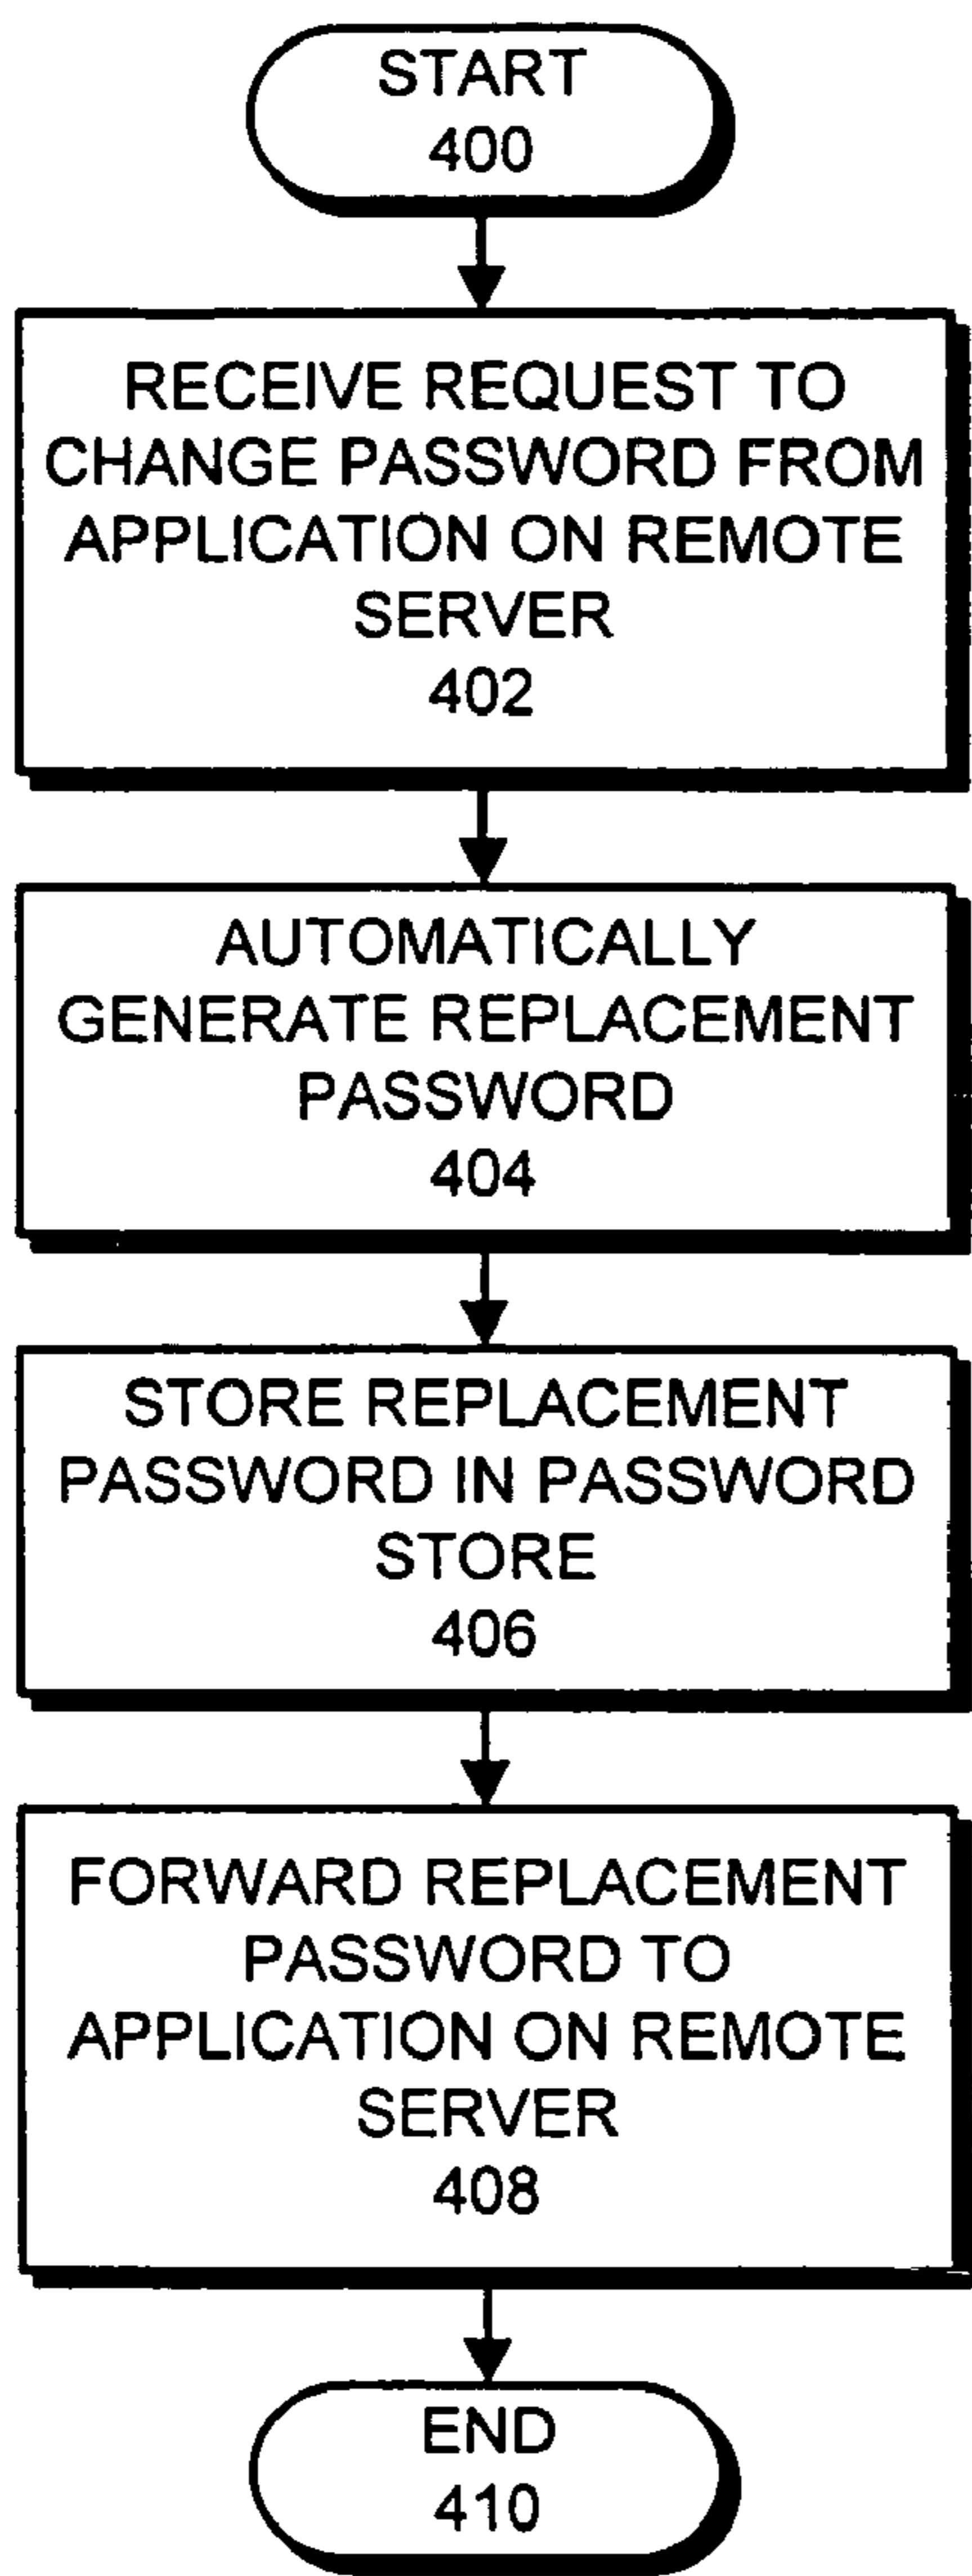 START
400
RECEIVE REQUEST TO
CHANGE PASSWORD FROM
APPLICATION ON REMOTE
SERVER
402
AUTOMATICALLY
GENERATE REPLACEMENT
PASSWORD
404
STORE REPLACEMENT
PASSWORD IN PASSWORD
STORE
406
FORWARD REPLACEMENT
PASSWORD TO
APPLICATION ON REMOTE
SERVER
408
END
410